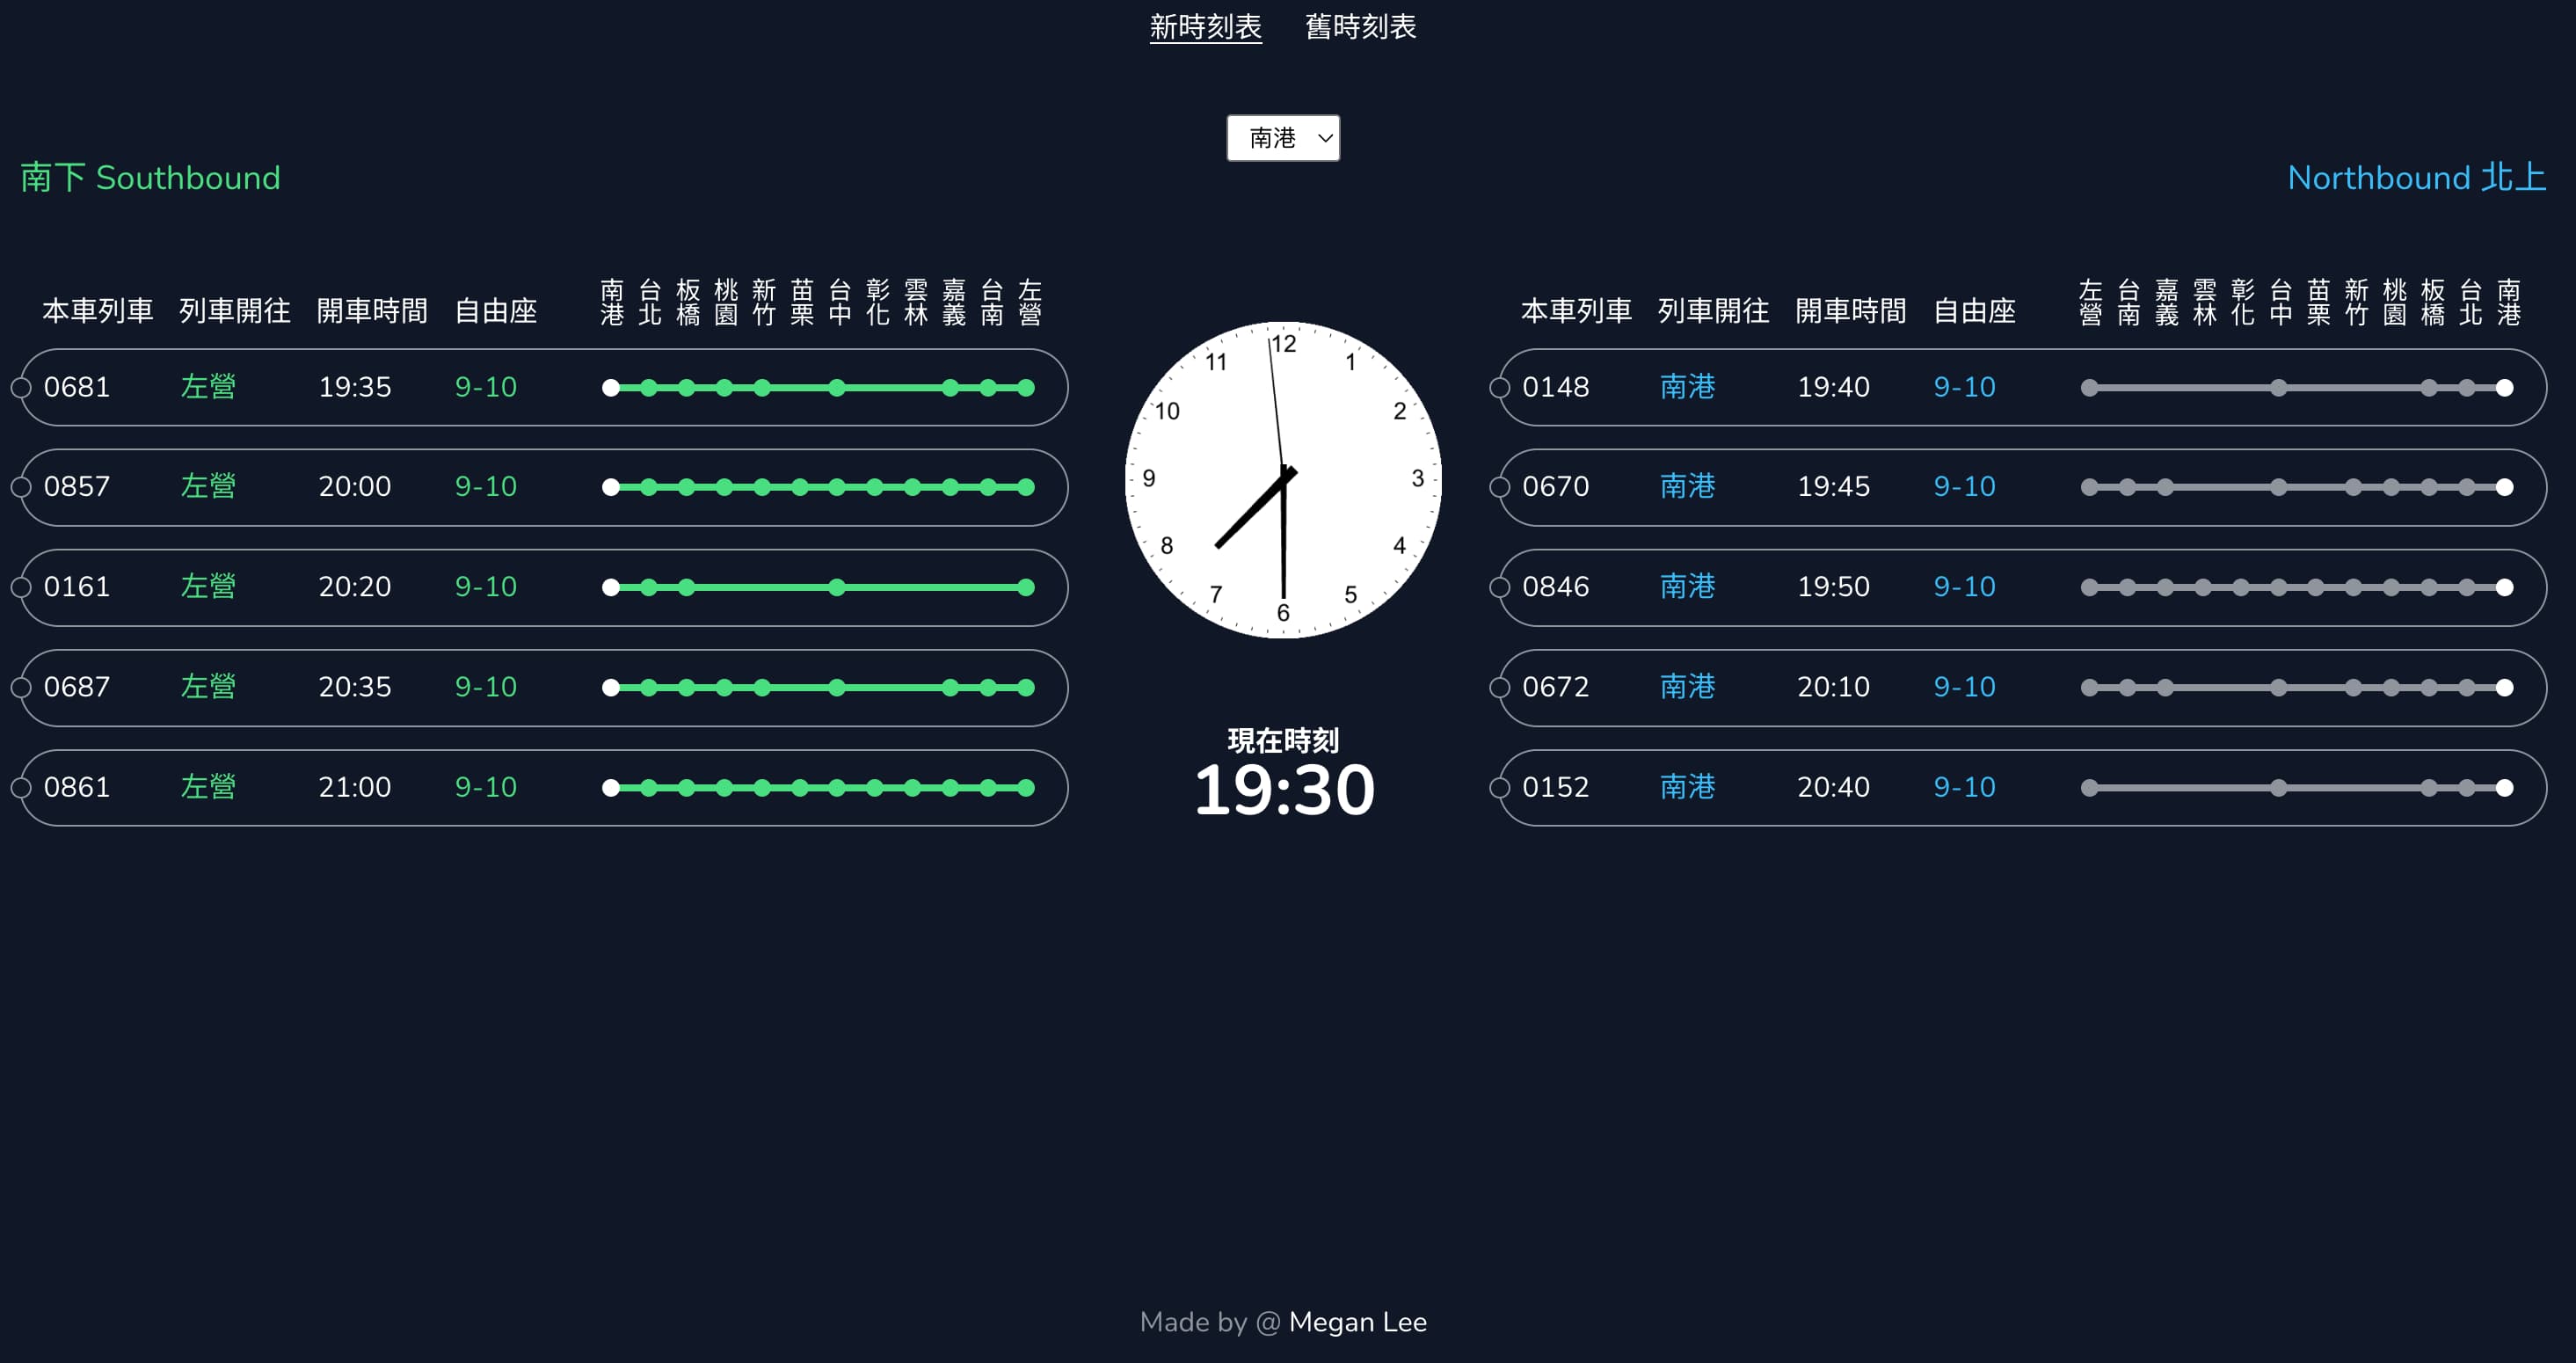 新時刻表 舊時刻表
南港
南下 Southbound
Northbound 北上
本車列車 列車開往 開車時間 自由座 南港 台北 板橋 桃園 新竹 苗栗 台中 彰化 雲林 嘉義 台南 左營
0681 左營 19:35 9-10
0857 左營 20:00 9-10
0161 左營 20:20 9-10
0687 左營 20:35 9-10
0861 左營 21:00 9-10
12
1
2
3
4
5
6
7
8
9
10
11
現在時刻
19:30
本車列車 列車開往 開車時間 自由座 左營 台南 嘉義 雲林 彰化 台中 苗栗 新竹 桃園 板橋 台北 南港
0148 南港 19:40 9-10
0670 南港 19:45 9-10
0846 南港 19:50 9-10
0672 南港 20:10 9-10
0152 南港 20:40 9-10
Made by @ Megan Lee